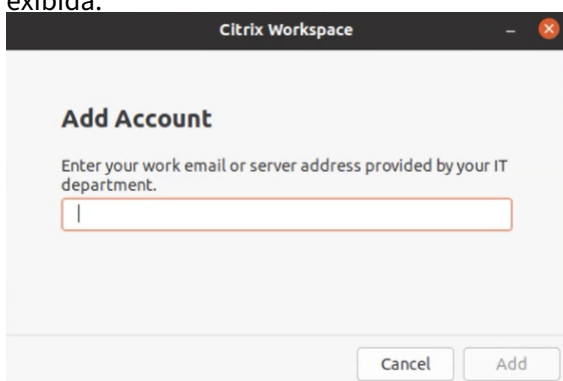 exibida.
Citrix Workspace
Add Account
Enter your work email or server address provided by your IT
department.
Cancel
Add